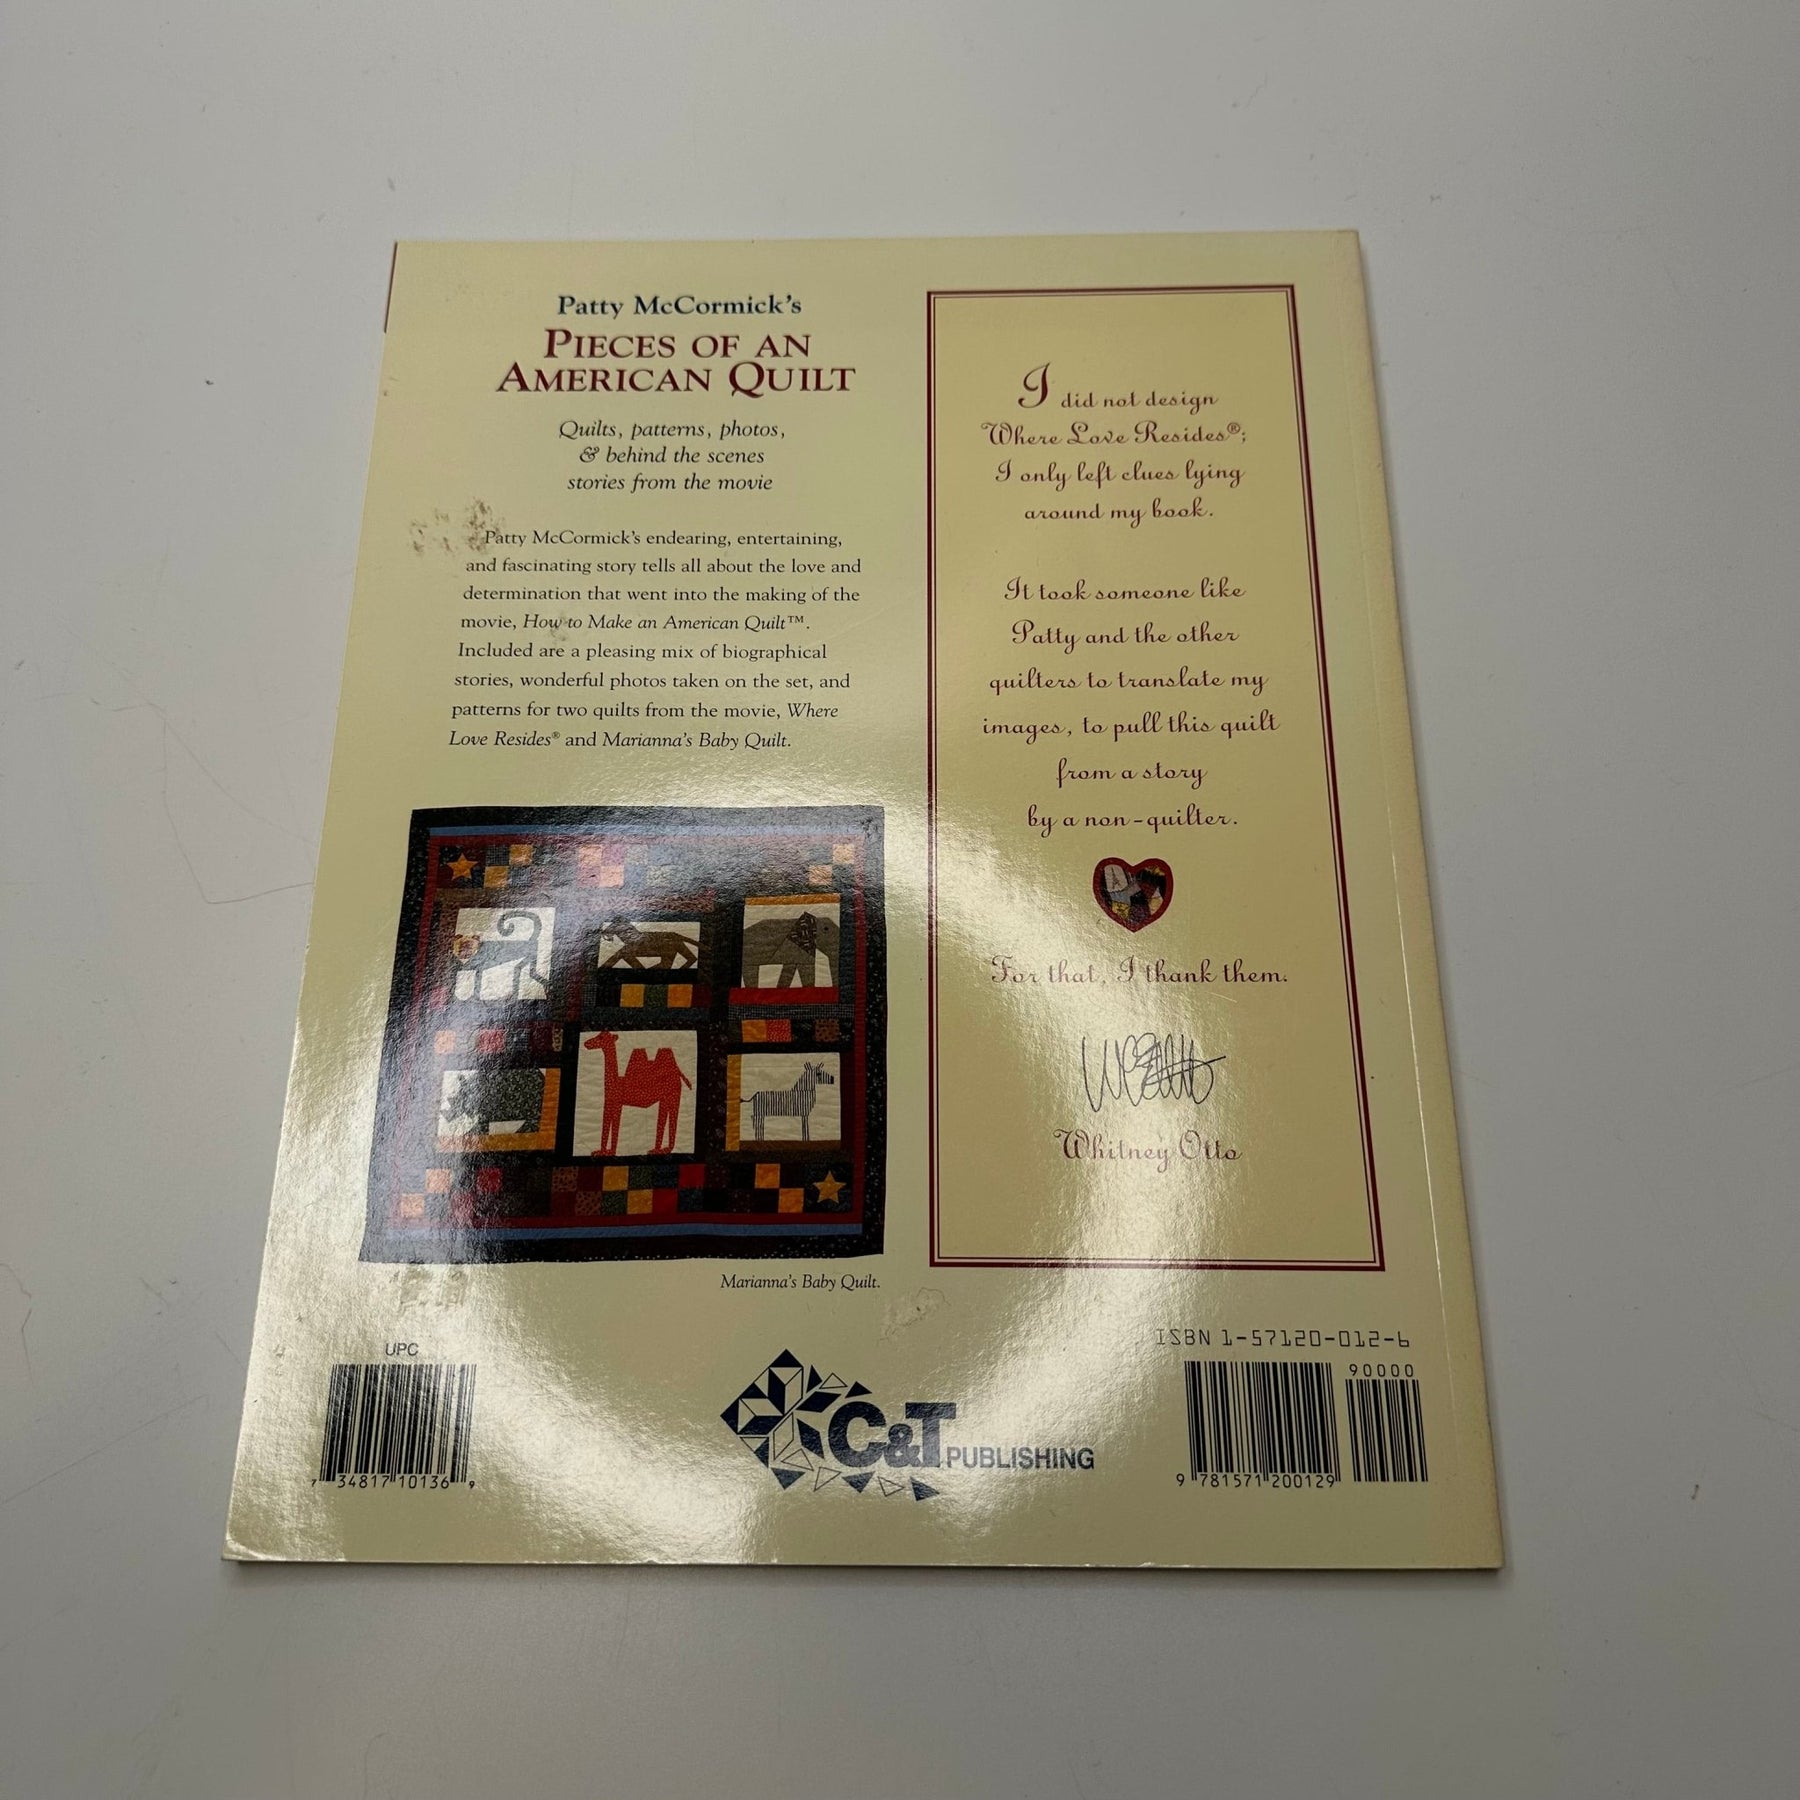 Patty McCormick's
PIECES OF AN
AMERICAN QUILT
Quilts, patterns, photos,
& behind the scenes
stories from the movie
Patty McCormick's endearing, entertaining,
and fascinating story tells all about the love and
determination that went into the making of the
movie, How to Make an American Quilt™.
Included are a pleasing mix of biographical
stories, wonderful photos taken on the set, and
patterns for two quilts from the movie, Where
Love Resides® and Marianna's Baby Quilt.
Marianna's Baby Quilt.
I did not design
Where Love Resides®;
I only left clues lying
around my book.
It took someone like
Patty and the other
quilters to translate my
images, to pull this quilt
from a story
by a non-quilter.
A
For that, I thank them.
Whitney Otto
UPC
7 34817 10136 9
C&T PUBLISHING
ISBN 1-57120-012-6
90000
9 781571 200129